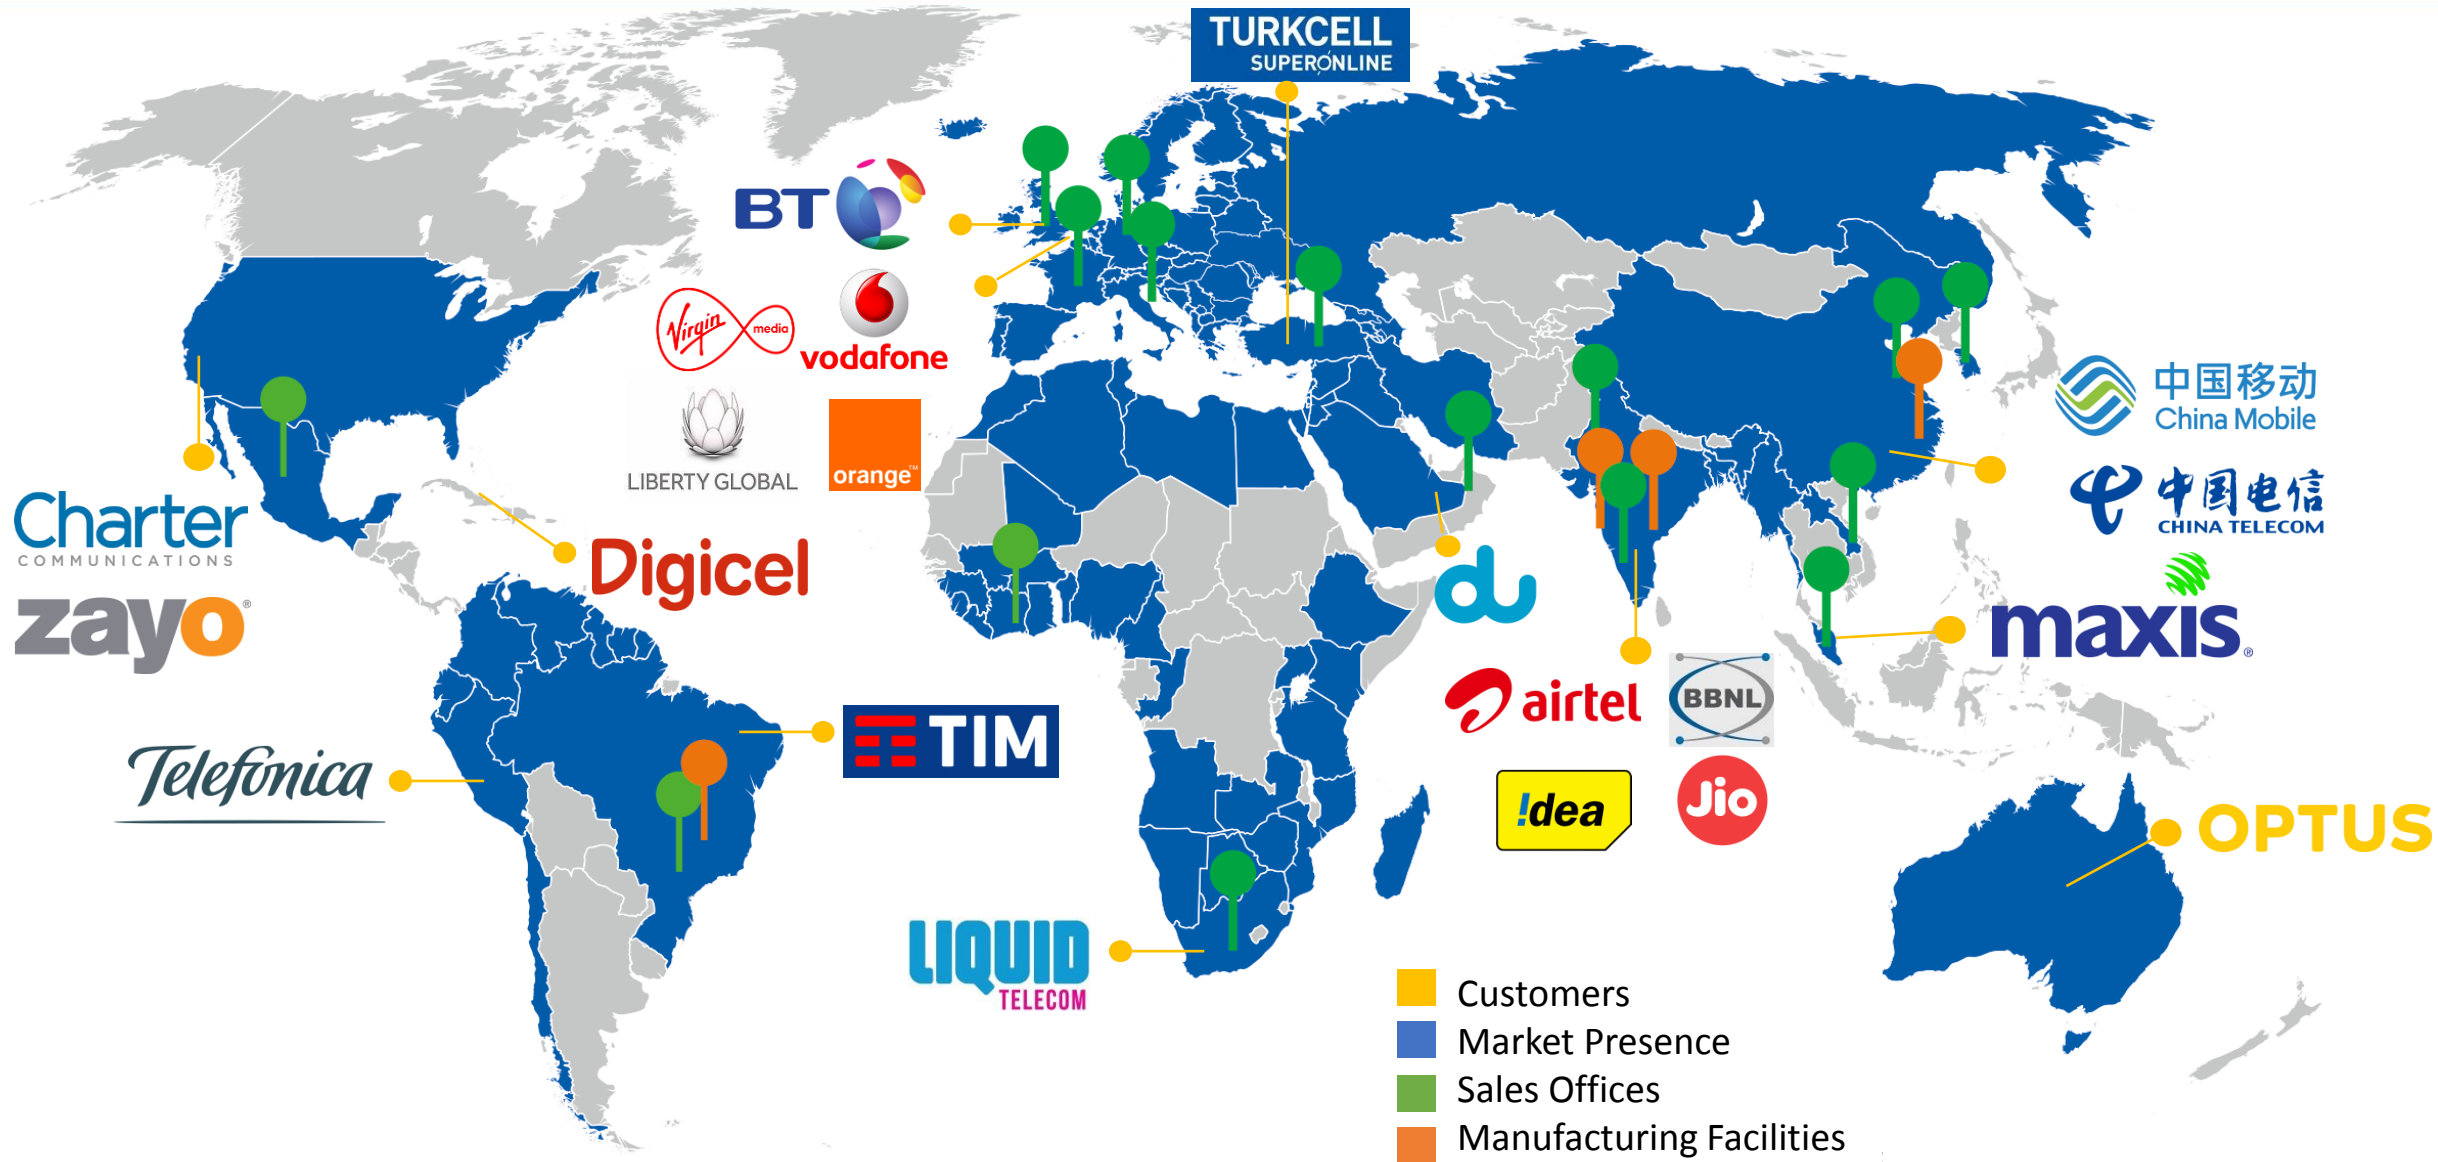 TURKCELL
SUPERONLINE
BT
Virgin media
vodafone
LIBERTY GLOBAL
orange™
中国移动
China Mobile
中国电信
CHINA TELECOM
Charter
COMMUNICATIONS
zayo®
Digicel
du
maxis®
airtel
BBNL
TIM
Telefonica
!dea
Jio
OPTUS
LIQUID
TELECOM
Customers
Market Presence
Sales Offices
Manufacturing Facilities